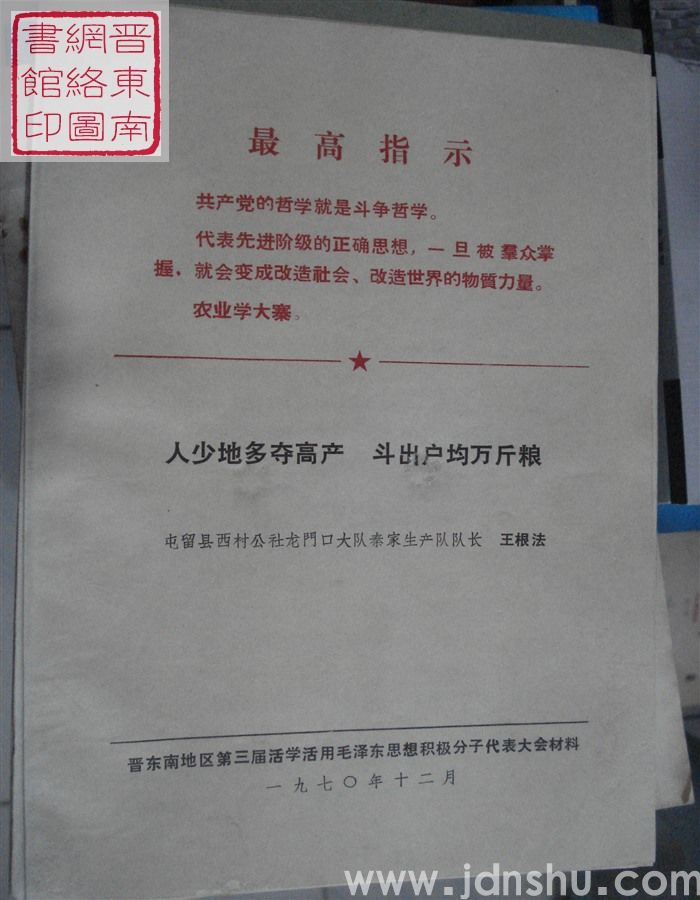 晋東南
網絡圖
書館印
最高指示
共产党的哲学就是斗争哲学。
代表先进阶级的正确思想，一旦被羣众掌
握，就会变成改造社会、改造世界的物質力量。
农业学大寨。
人少地多夺高产 斗出户均万斤粮
屯留县西村公社龙門口大队秦家生产队队长 王根法
晋东南地区第三届活学活用毛泽东思想积极分子代表大会材料
一九七〇年十二月
www.jdnshu.com